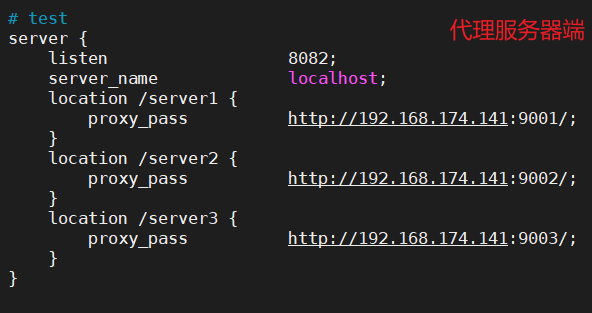 # test
代理服务器端
server {
    listen                  8082;
    server_name             localhost;
    location /server1 {
        proxy_pass          http://192.168.174.141:9001/;
    }
    location /server2 {
        proxy_pass          http://192.168.174.141:9002/;
    }
    location /server3 {
        proxy_pass          http://192.168.174.141:9003/;
    }
}